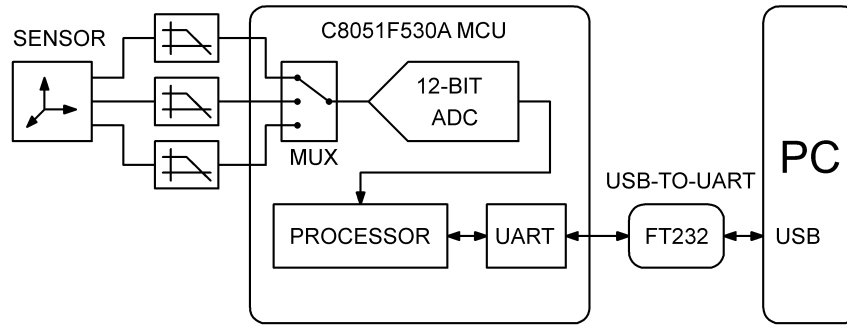 C8051F530A MCU
SENSOR
12-BIT
ADC
MUX
PC
USB-TO-UART
PROCESSOR
UART
FT232
USB